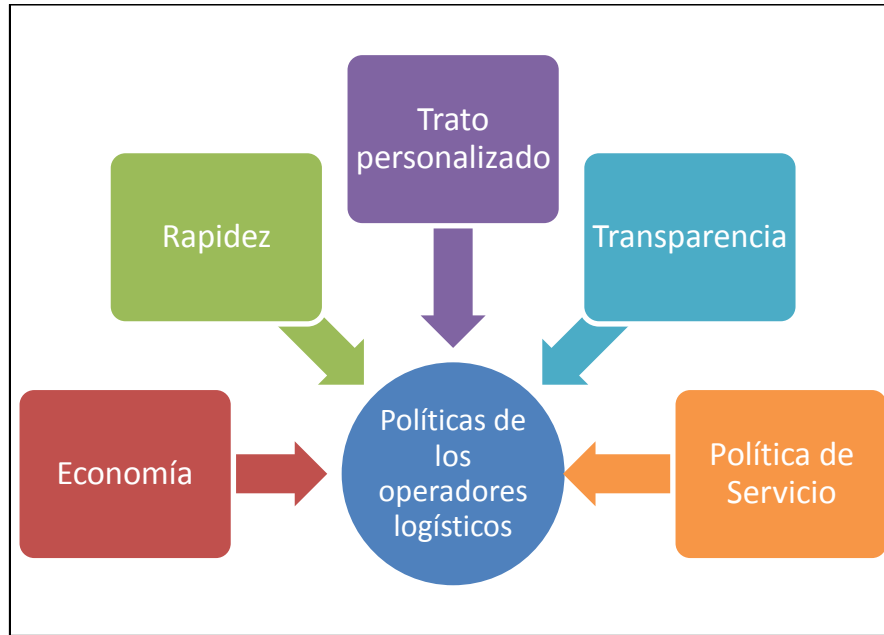 Trato
personalizado
Rapidez
Transparencia
Economía
Políticas de
los
operadores
logísticos
Política de
Servicio